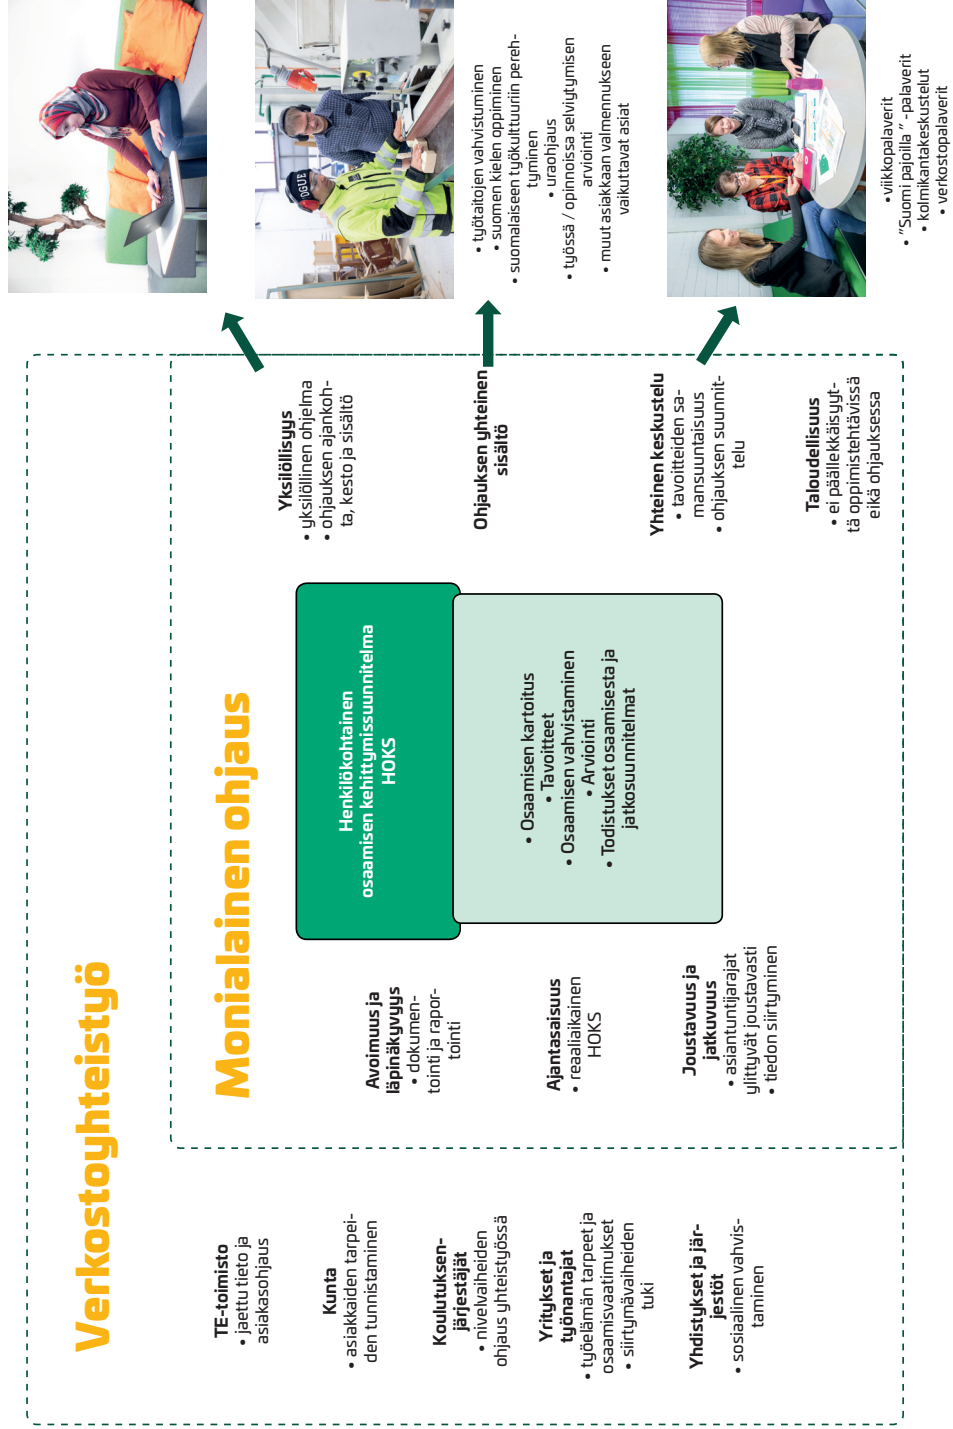 Verkostoyhteistyö
TE-toimisto
• jaettu tieto ja
asiakasohjaus
Kunta
• asiakkaiden tarpei-
den tunnistaminen
Koulutuksen-
järjestäjät
• nivelvaiheiden
ohjaus yhteistyössä
Yritykset ja
työnantajat
• työelämän tarpeet ja
osaamisvaatimukset
• siirtymävaiheiden
tuki
Yhdistykset ja jär-
jestöt
• sosiaalinen vahvis-
taminen
Monialainen ohjaus
Avoimuus ja
läpinäkyvyys
• dokumen-
tointi ja rapor-
tointi
Ajantasaisuus
• reaaliaikainen
HOKS
Joustavuus ja
jatkuvuus
• asiantuntijarajat
ylittyvät joustavasti
• tiedon siirtyminen
Henkilökohtainen
osaamisen kehittymissuunnitelma
HOKS
• Osaamisen kartoitus
• Tavoitteet
• Osaamisen vahvistaminen
• Arviointi
• Todistukset osaamisesta ja
jatkosuunnitelmat
Yksilöllisyys
• yksilöllinen ohjelma
• ohjauksen ajankoh-
ta, kesto ja sisältö
Ohjauksen yhteinen
sisältö
Yhteinen keskustelu
• tavoitteiden sa-
mansuuntaisuus
• ohjauksen suunnit-
telu
Taloudellisuus
• ei päällekkäisyyt-
tä oppimistehtävissä
eikä ohjauksessa
OGUE
• työtaitojen vahvistuminen
• suomen kielen oppiminen
• suomalaiseen työkulttuuriin pereh-
tyminen
• uraohjaus
• työssä / opinnoissa selviytymisen
arviointi
• muut asiakkaan valmennukseen
vaikuttavat asiat
•viikkopalaverit
• ”Suomi pajoilla ” -palaverit
• kolmikantakeskustelut
• verkostopalaverit